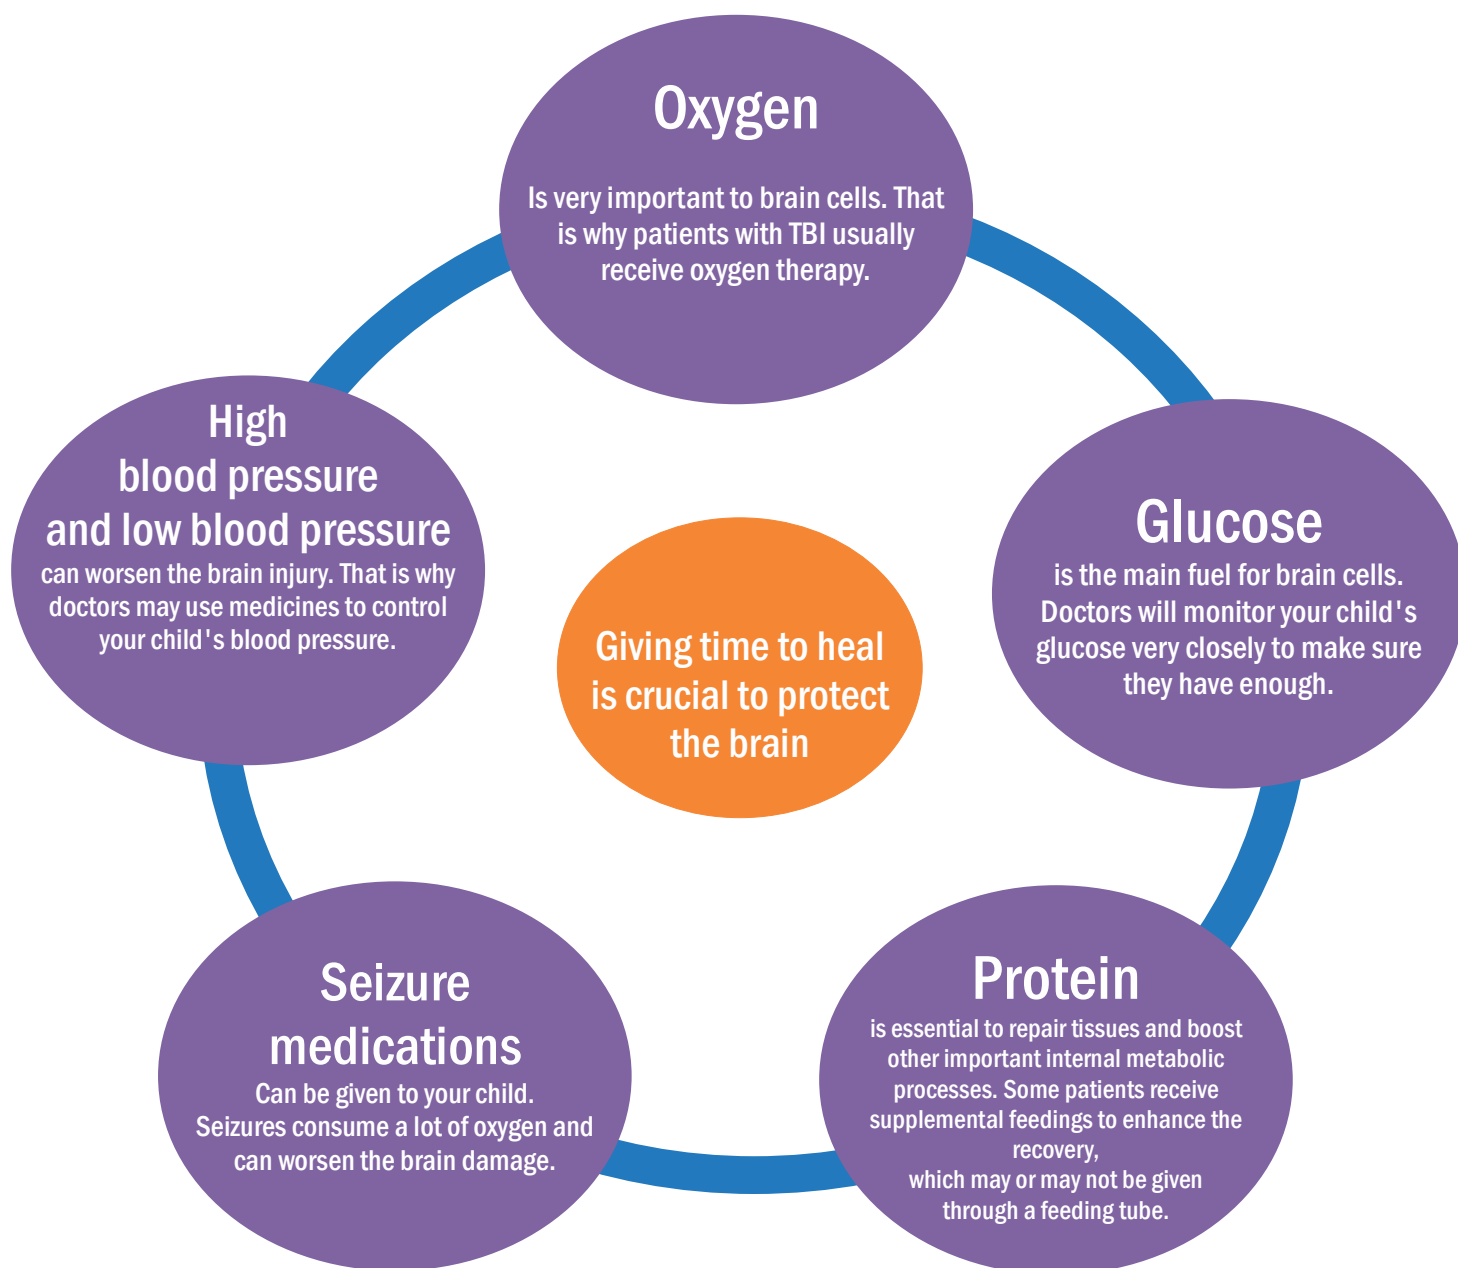 Oxygen
Is very important to brain cells. That
is why patients with TBI usually
receive oxygen therapy.
Glucose
is the main fuel for brain cells.
Doctors will monitor your child's
glucose very closely to make sure
they have enough.
Protein
is essential to repair tissues and boost
other important internal metabolic
processes. Some patients receive
supplemental feedings to enhance the
recovery,
which may or may not be given
through a feeding tube.
Seizure
medications
Can be given to your child.
Seizures consume a lot of oxygen and
can worsen the brain damage.
High
blood pressure
and low blood pressure
can worsen the brain injury. That is why
doctors may use medicines to control
your child's blood pressure.
Giving time to heal
is crucial to protect
the brain